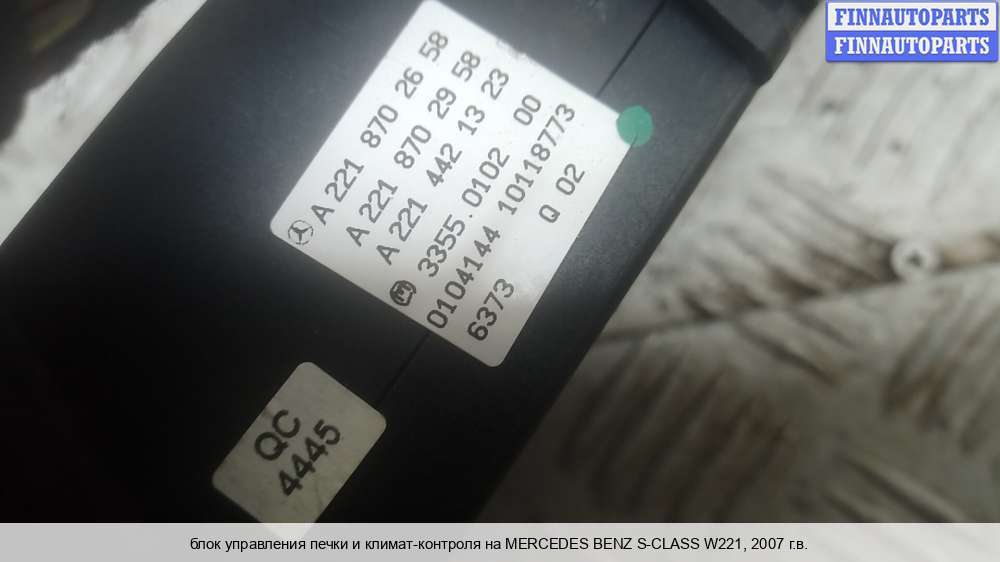 FINNAUTOPARTS
FINNAUTOPARTS
A 221 870 26 58
A 221 870 29 58
A 221 442 13 23
3355.0102 00
0104144 10118773
6373 Q 02
QC
4445
блок управления печки и климат-контроля на MERCEDES BENZ S-CLASS W221, 2007 г.в.